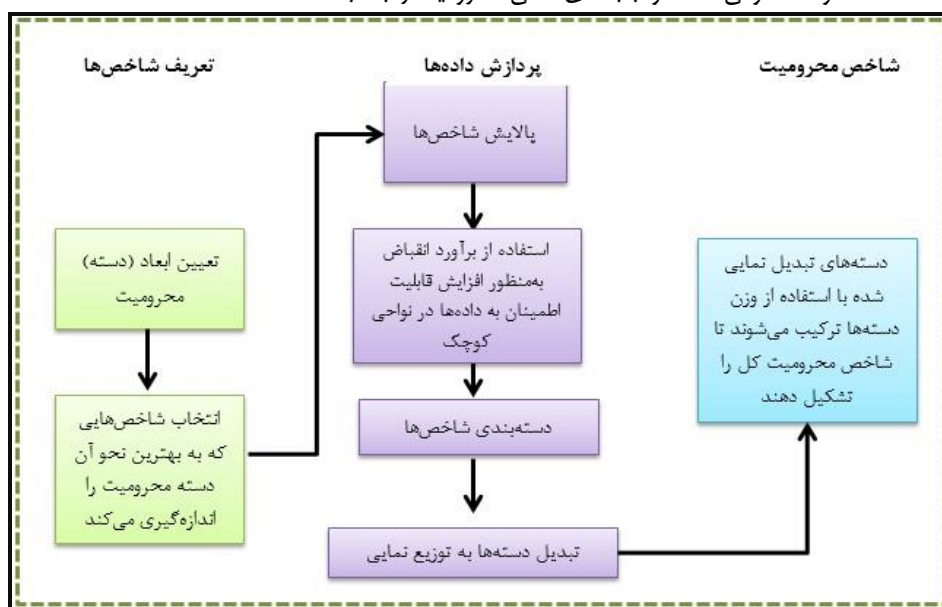 تعریف شاخص‌ها
تعیین ابعاد (دسته)
محرومیت
انتخاب شاخص‌هایی
که به بهترین نحو آن
دسته محرومیت را
اندازه‌گیری می‌کند
پردازش داده‌ها
پالایش شاخص‌ها
استفاده از برآورد انقباض
به‌منظور افزایش قابلیت
اطمینان به داده‌ها در نواحی
کوچک
دسته‌بندی شاخص‌ها
تبدیل دسته‌ها به توزیع نمایی
شاخص محرومیت
دسته‌های تبدیل نمایی
شده با استفاده از وزن
دسته‌ها ترکیب می‌شوند تا
شاخص محرومیت کل را
تشکیل دهند